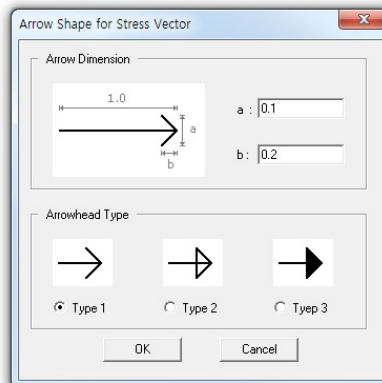 Arrow Shape for Stress Vector
Arrow Dimension
1.0
a
b
a : 0.1
b : 0.2
Arrowhead Type
Type 1
Type 2
Tyep 3
OK
Cancel